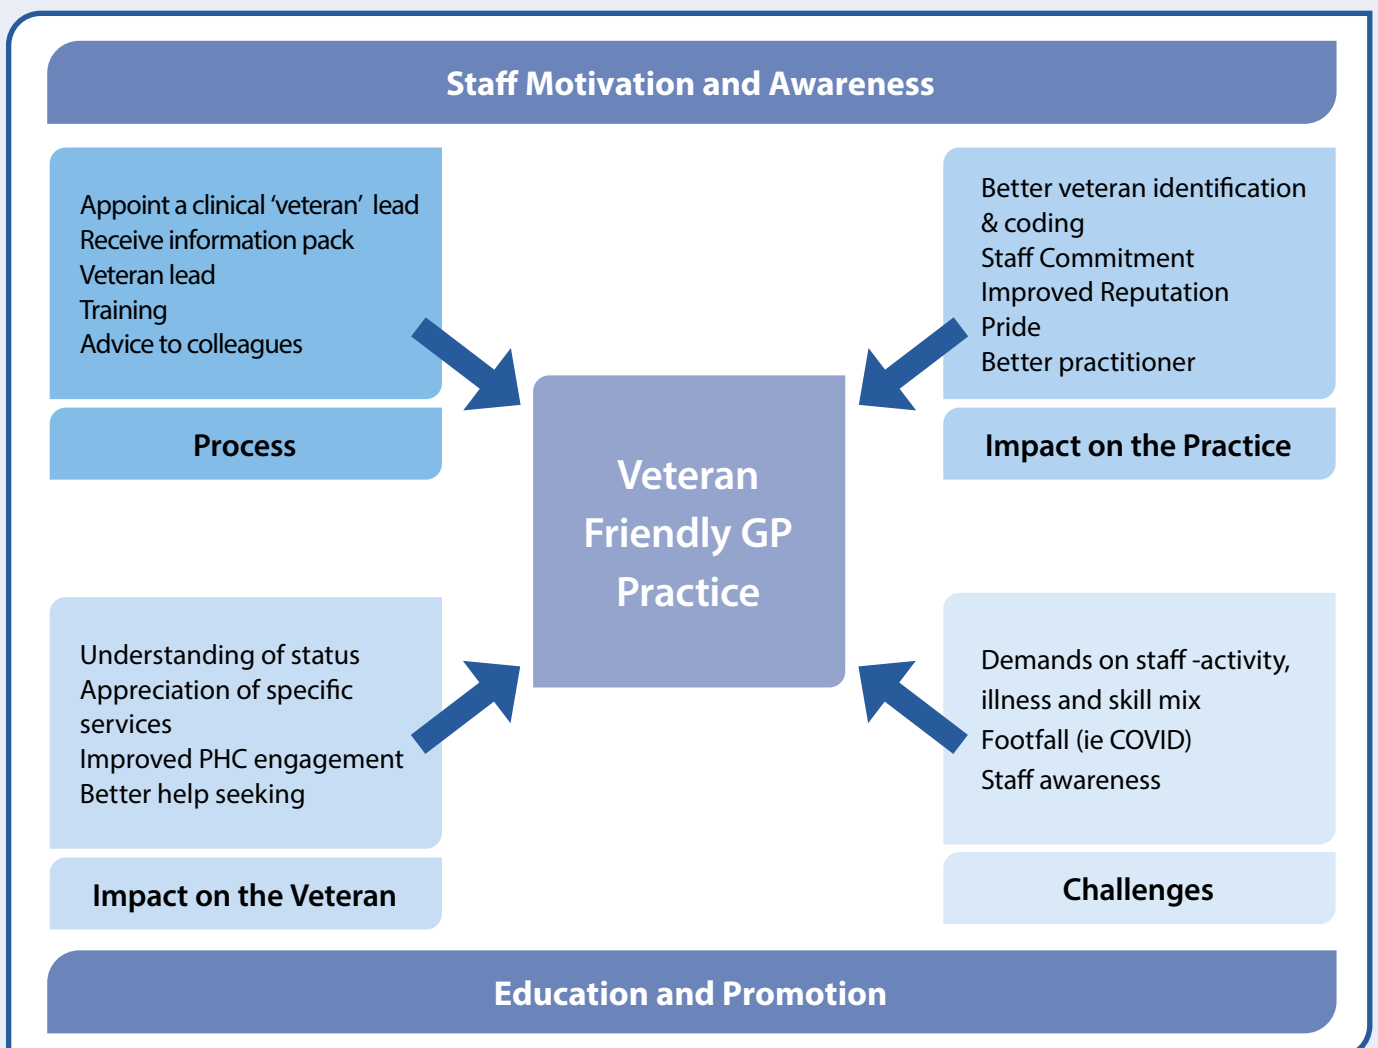 Staff Motivation and Awareness
Appoint a clinical ‘veteran’ lead
Receive information pack
Veteran lead
Training
Advice to colleagues
Process
Better veteran identification
& coding
Staff Commitment
Improved Reputation
Pride
Better practitioner
Impact on the Practice
Veteran
Friendly GP
Practice
Understanding of status
Appreciation of specific
services
Improved PHC engagement
Better help seeking
Impact on the Veteran
Demands on staff -activity,
illness and skill mix
Footfall (ie COVID)
Staff awareness
Challenges
Education and Promotion